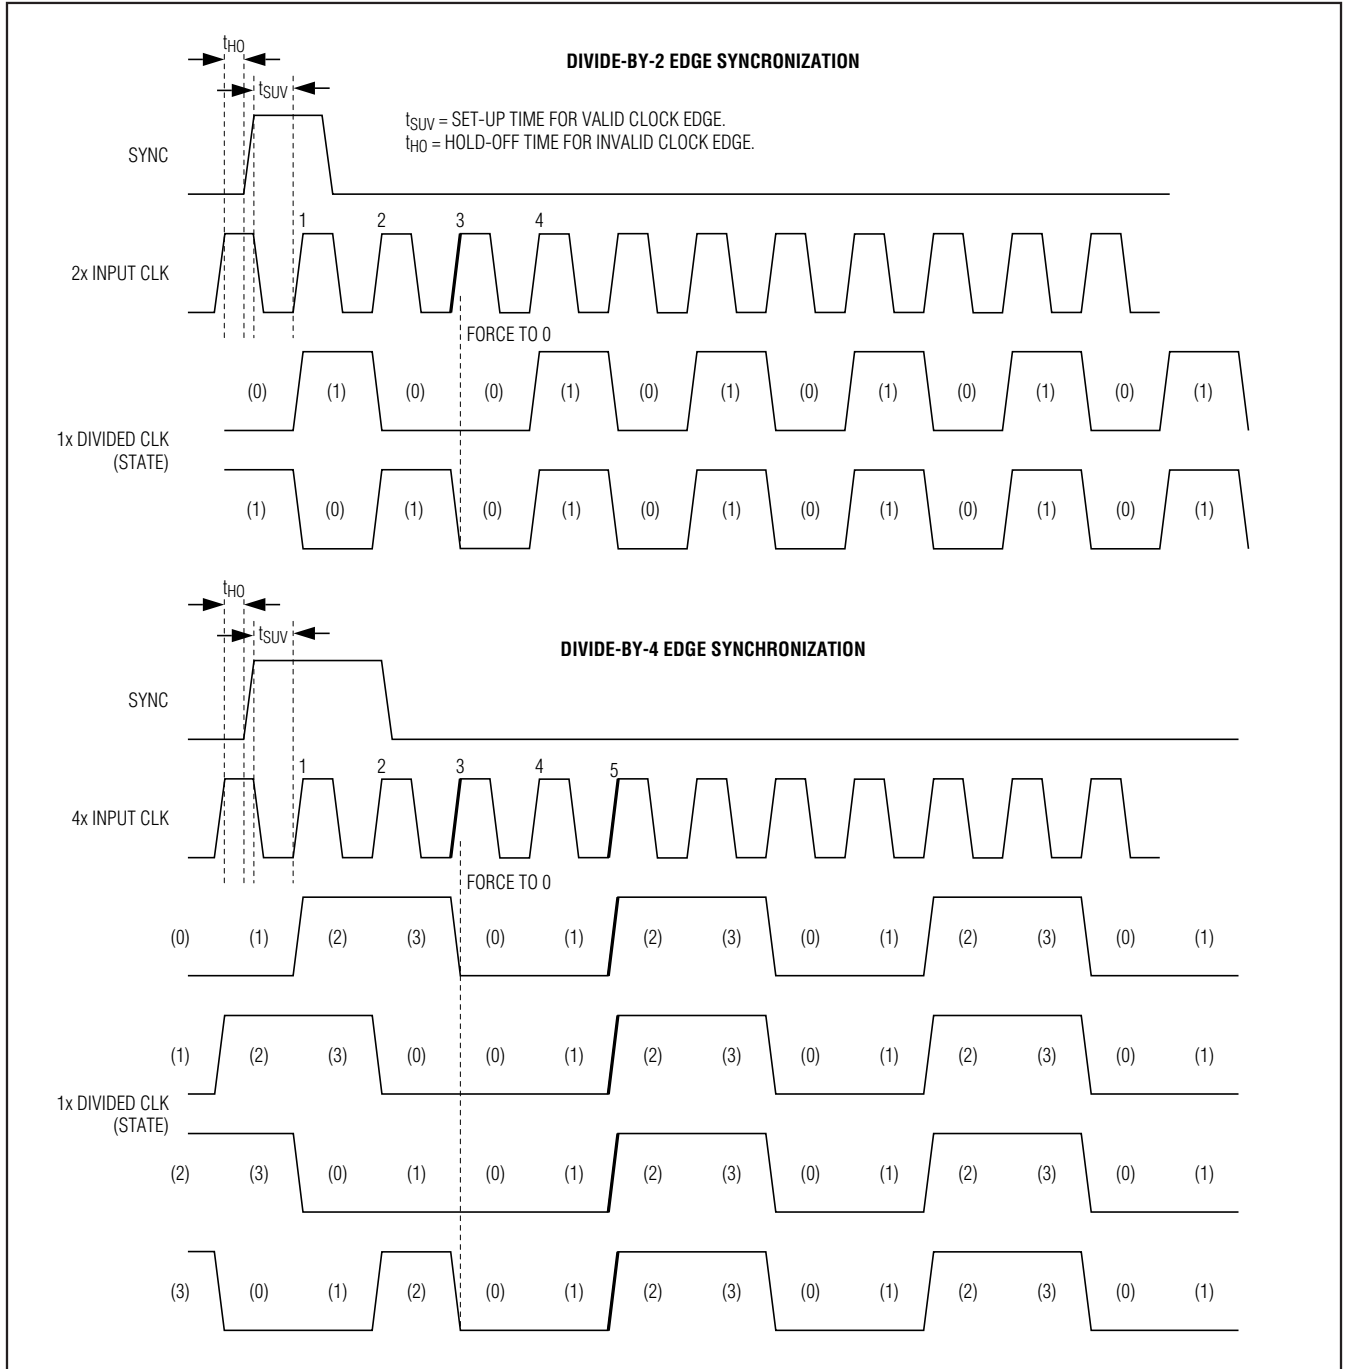 tHO
DIVIDE-BY-2 EDGE SYNCRONIZATION
tSUV
tSUV = SET-UP TIME FOR VALID CLOCK EDGE.
tHO = HOLD-OFF TIME FOR INVALID CLOCK EDGE.
SYNC
1 2 3 4
2x INPUT CLK
FORCE TO 0
(0) (1) (0) (0) (1) (0) (1) (0) (1) (0) (1) (0) (1)
1x DIVIDED CLK
(STATE)
(1) (0) (1) (0) (1) (0) (1) (0) (1) (0) (1) (0) (1)
tHO
tSUV
DIVIDE-BY-4 EDGE SYNCHRONIZATION
SYNC
1 2 3 4 5
4x INPUT CLK
FORCE TO 0
(0) (1) (2) (3) (0) (1) (2) (3) (0) (1) (2) (3) (0) (1)
(1) (2) (3) (0) (0) (1) (2) (3) (0) (1) (2) (3) (0) (1)
1x DIVIDED CLK
(STATE)
(2) (3) (0) (1) (0) (1) (2) (3) (0) (1) (2) (3) (0) (1)
(3) (0) (1) (2) (0) (1) (2) (3) (0) (1) (2) (3) (0) (1)